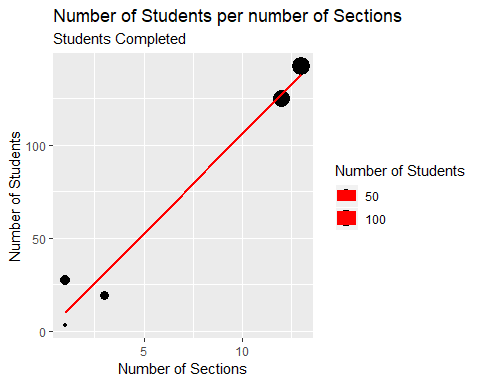 Number of Students per number of Sections
Students Completed
Number of Students
100
50
0
5
10
Number of Sections
Number of Students
50
100